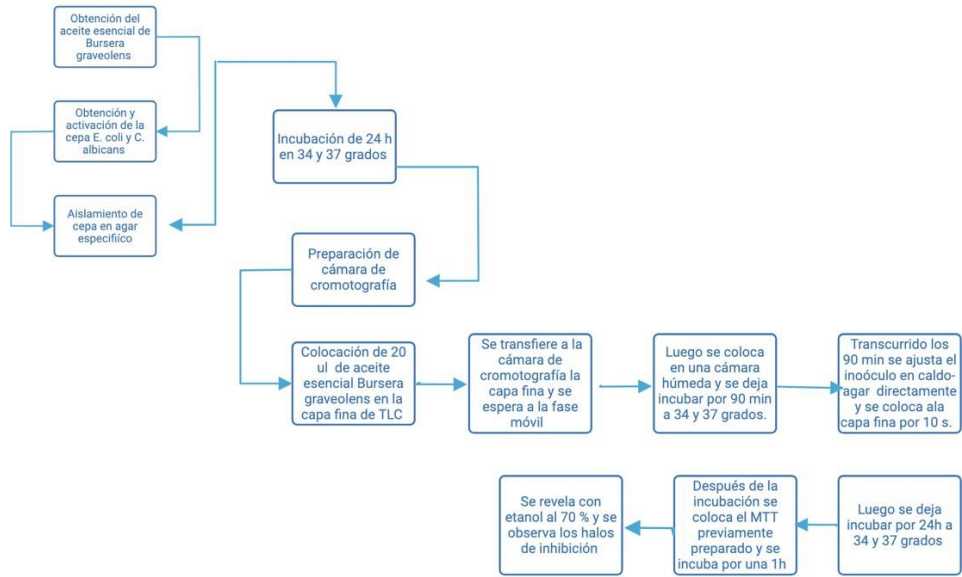 Obtención del
aceite esencial de
Bursera
graveolens
Obtención y
activación de la
cepa E. coli y C.
albicans
Aislamiento de
cepa en agar
especifiíco
Incubación de 24 h
en 34 y 37 grados
Preparación de
cámara de
cromotografía
Colocación de 20
ul de aceite
esencial Bursera
graveolens en la
capa fina de TLC
Se transfiere a la
cámara de
cromotografía la
capa fina y se
espera a la fase
móvil
Luego se coloca
en una cámara
húmeda y se deja
incubar por 90 min
a 34 y 37 grados.
Transcurrido los
90 min se ajusta el
inoóculo en caldo-
agar directamente
y se coloca ala
capa fina por 10 s.
Luego se deja
incubar por 24h a
34 y 37 grados
Después de la
incubación se
coloca el MTT
previamente
preparado y se
incuba por una 1h
Se revela con
etanol al 70 % y se
observa los halos
de inhibición